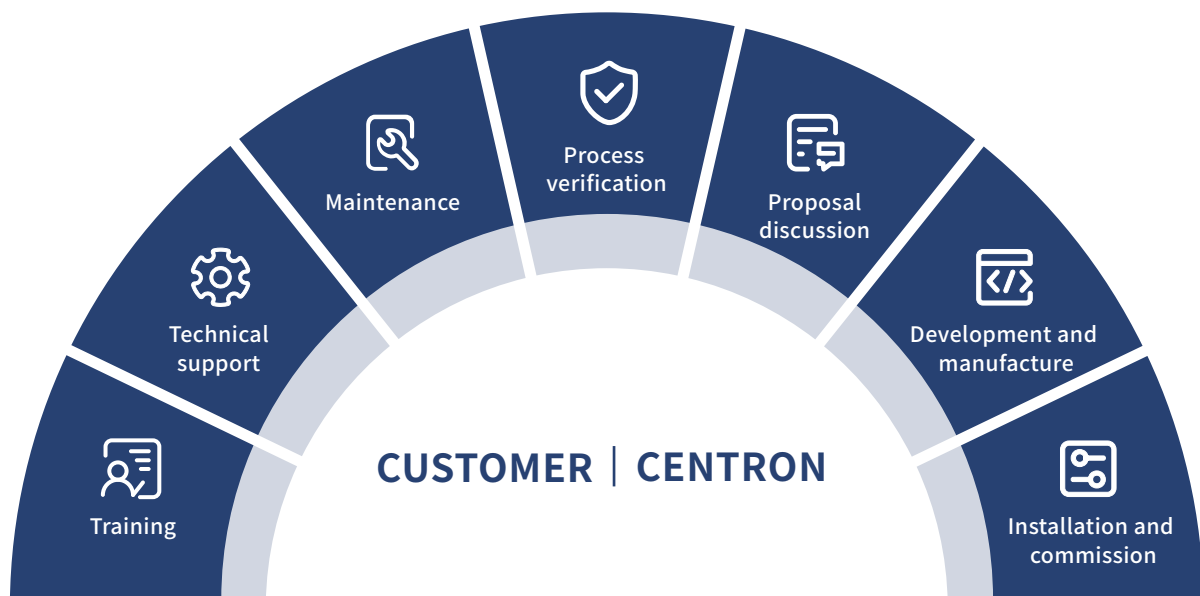 Process
verification
Maintenance
Proposal
discussion
Technical
support
Development and
manufacture
CUSTOMER | CENTRON
Training
Installation and
commission